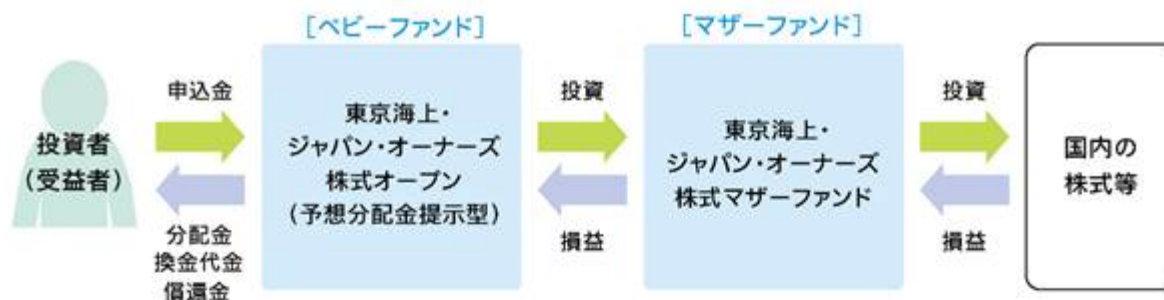 [ベビーファンド]
[マザーファンド]
投資者
(受益者)
申込金
分配金
換金代金
償還金
東京海上・
ジャパン・オーナーズ
株式オープン
(予想分配金提示型)
投資
損益
東京海上・
ジャパン・オーナーズ
株式マザーファンド
投資
損益
国内の
株式等